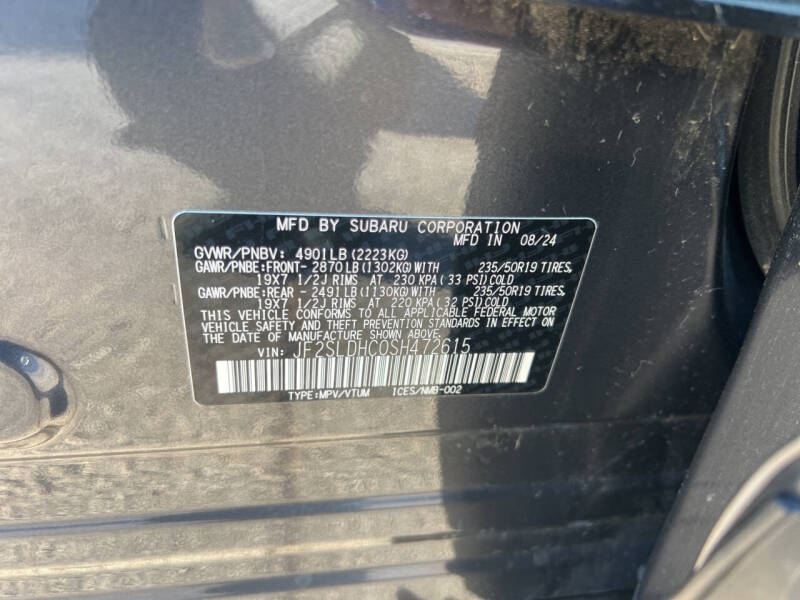 MFD BY SUBARU CORPORATION
MFD IN 08/24
GVWR/PNBV: 4901LB(2223KG)
GAWR/PNBE:FRONT- 2870LB(1302KG)WITH 235/50R19 TIRES,
19X7 1/2J RIMS AT 230 KPA(33 PSI)COLD
GAWR/PNBE:REAR - 2491LB(1130KG)WITH 235/50R19 TIRES,
19X7 1/2J RIMS AT 220 KPA(32 PSI)COLD
THIS VEHICLE CONFORMS TO ALL APPLICABLE FEDERAL MOTOR
VEHICLE SAFETY AND THEFT PREVENTION STANDARDS IN EFFECT ON
THE DATE OF MANUFACTURE SHOWN ABOVE.
VIN: JF2SLDHC0SH472615
TYPE:MPV/VTUM ICES/NMB-002